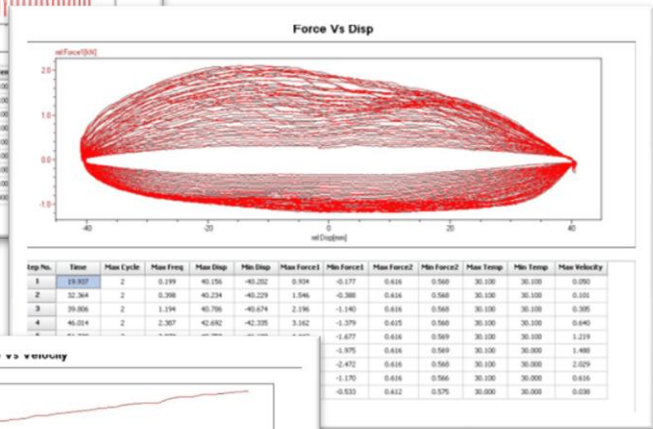 Force Vs Disp
rel:Force1[kN]
2.0
1.0
0.0
-1.0
-40 -20 0 20 40
rel:Disp[mm]
Time Max Cycle Max Freq Max Disp Min Disp Max Force1 Min Force1 Max Force2 Min Force2 Max Temp Min Temp Max Velocity
1 19.937 2 0.199 40.156 -40.202 0.934 -0.177 0.616 0.568 30.100 30.100 0.050
2 32.364 2 0.398 40.234 -40.229 1.546 -0.388 0.616 0.568 30.100 30.100 0.101
3 39.806 2 1.194 40.706 -40.674 2.196 -1.140 0.616 0.569 30.100 30.100 0.305
4 46.014 2 2.387 42.692 -42.335 3.162 -1.379 0.615 0.568 30.100 30.100 0.640
-1.677 0.616 0.569 30.100 30.100 1.219
-1.975 0.616 0.569 30.100 30.000 1.488
-2.472 0.616 0.568 30.100 30.000 2.029
-1.170 0.616 0.566 30.100 30.000 0.616
-0.533 0.612 0.575 30.000 30.000 0.038
Vs Velocity